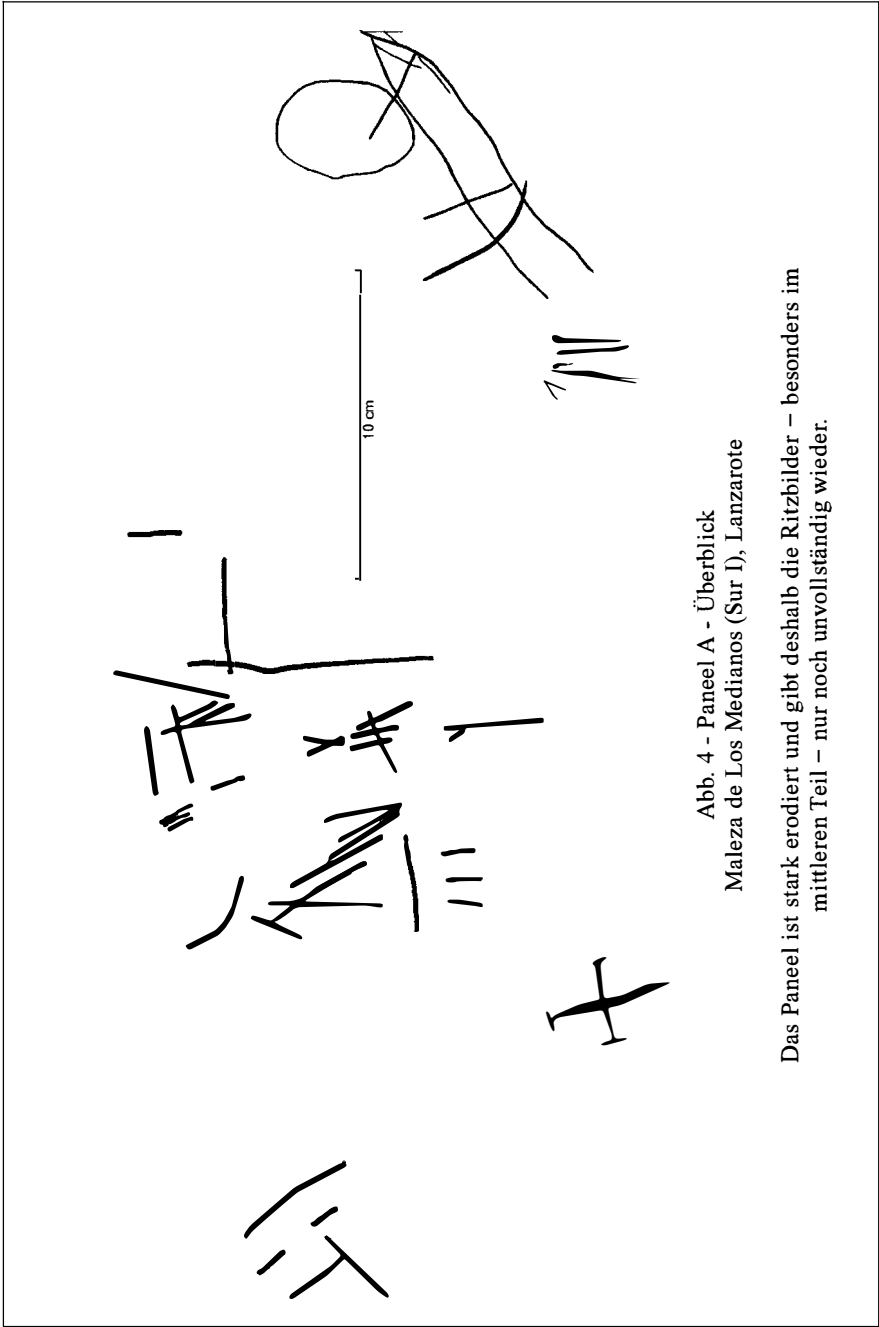 10 cm
Abb. 4 - Paneel A - Überblick
Maleza de Los Medianos (Sur I), Lanzarote
Das Paneel ist stark erodiert und gibt deshalb die Ritzbilder – besonders im
mittleren Teil – nur noch unvollständig wieder.